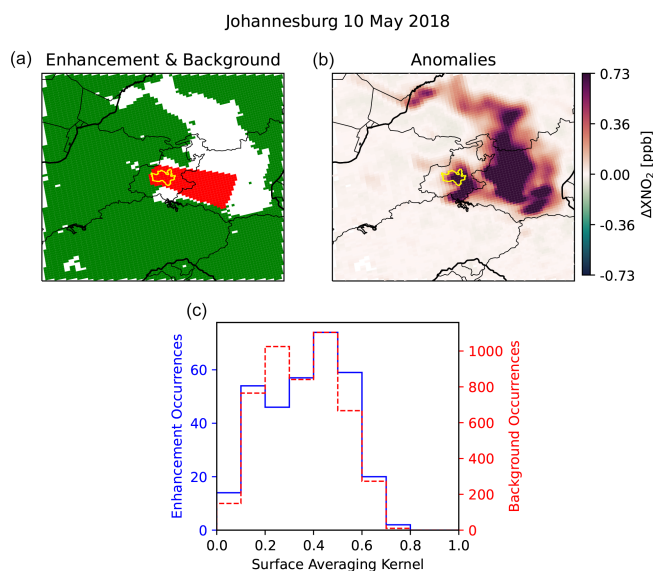 Johannesburg 10 May 2018
(a) Enhancement & Background
(b) Anomalies
0.73
0.36
0.00
-0.36
-0.73
ΔXNO₂ [ppb]
(c)
Enhancement Occurrences
60
40
20
0
1000
800
600
400
200
0
Background Occurrences
0.0 0.2 0.4 0.6 0.8 1.0
Surface Averaging Kernel